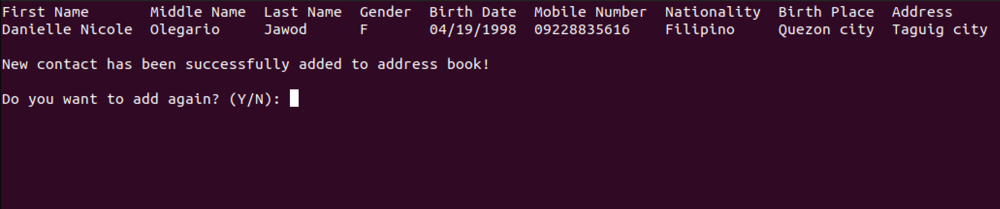 First Name       Middle Name  Last Name  Gender  Birth Date  Mobile Number  Nationality  Birth Place  Address
Danielle Nicole  Olegario     Jawod      F       04/19/1998  09228835616    Filipino     Quezon city  Taguig city
New contact has been successfully added to address book!
Do you want to add again? (Y/N):